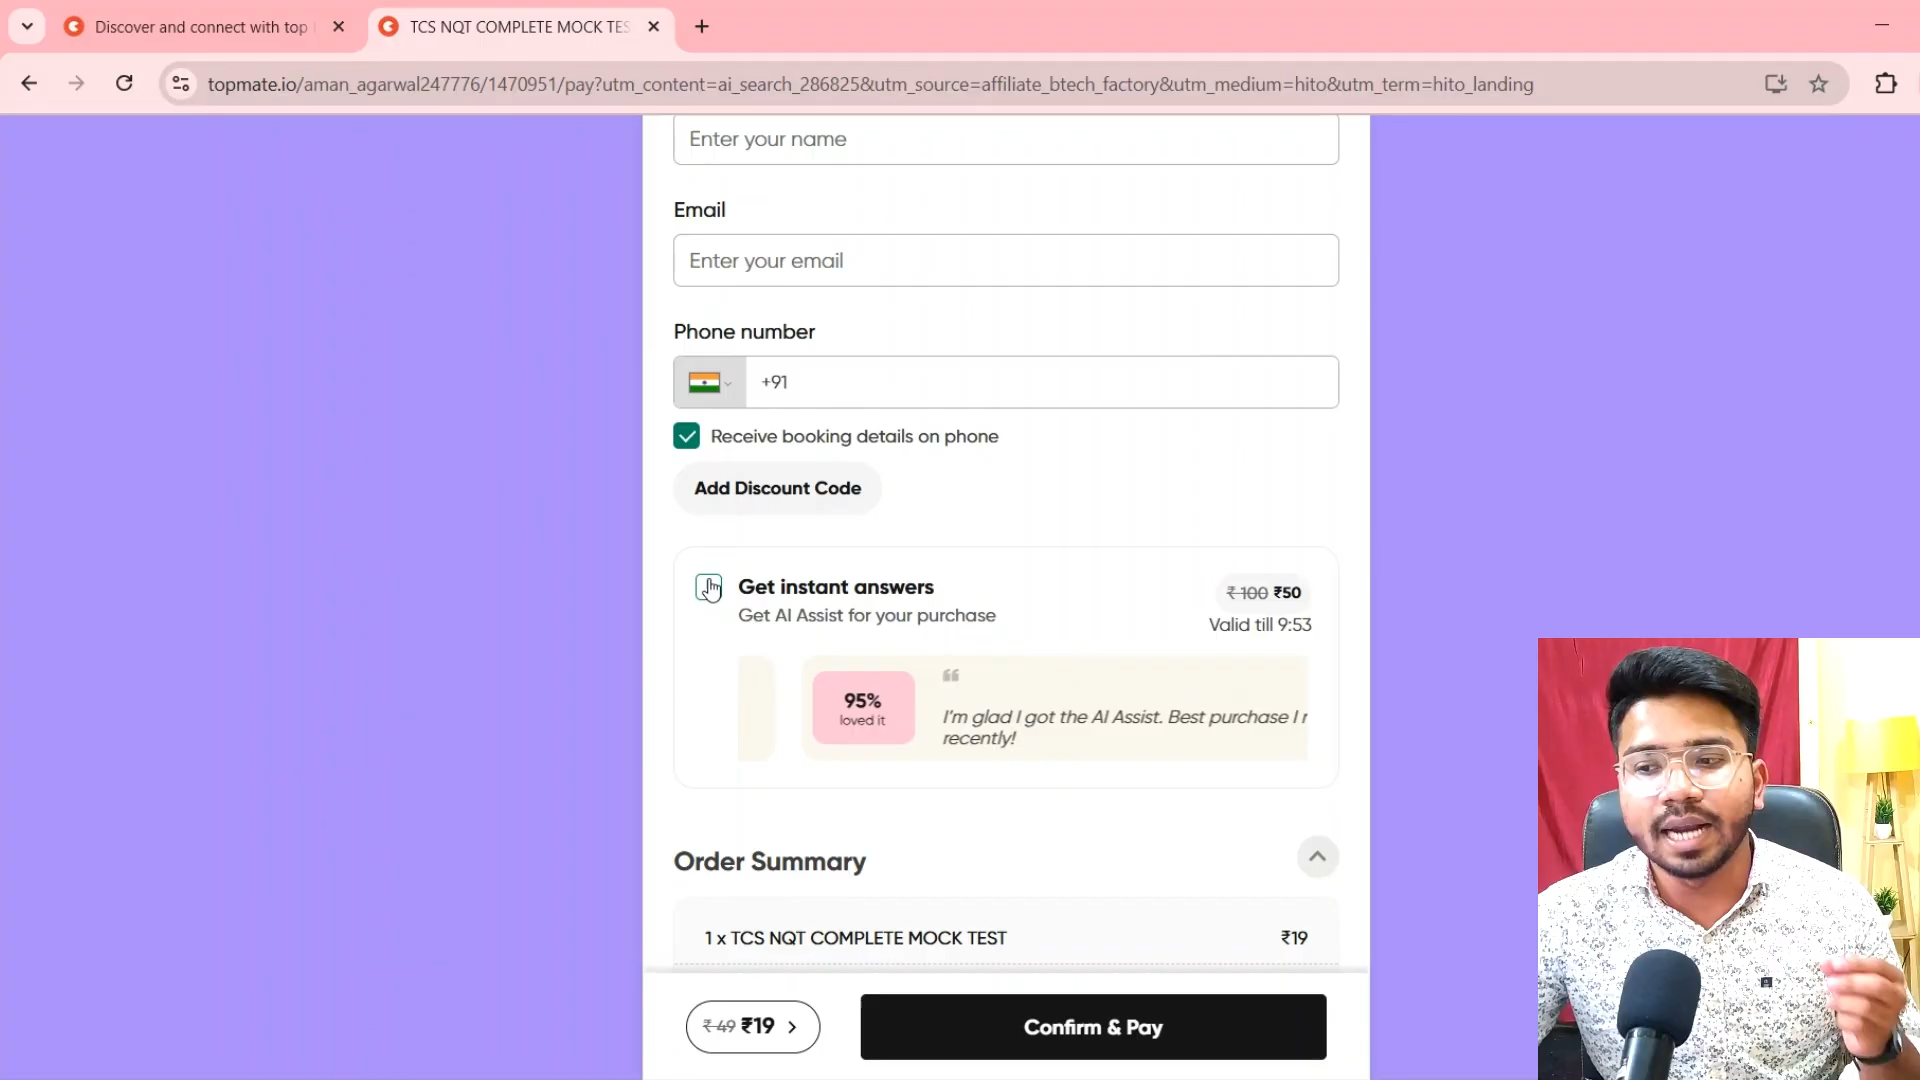 Discover and connect with top
TCS NQT COMPLETE MOCK TES
topmate.io/aman_agarwal247776/1470951/pay?utm_content=ai_search_286825&utm_source=affiliate_btech_factory&utm_medium=hito&utm_term=hito_landing
Enter your name
Email
Enter your email
Phone number
+91
Receive booking details on phone
Add Discount Code
Get instant answers
₹100 ₹50
Get AI Assist for your purchase
Valid till 9:53
95%
loved it
I'm glad I got the AI Assist. Best purchase I
recently!
Order Summary
1 x TCS NQT COMPLETE MOCK TEST
₹19
₹49 ₹19
Confirm & Pay